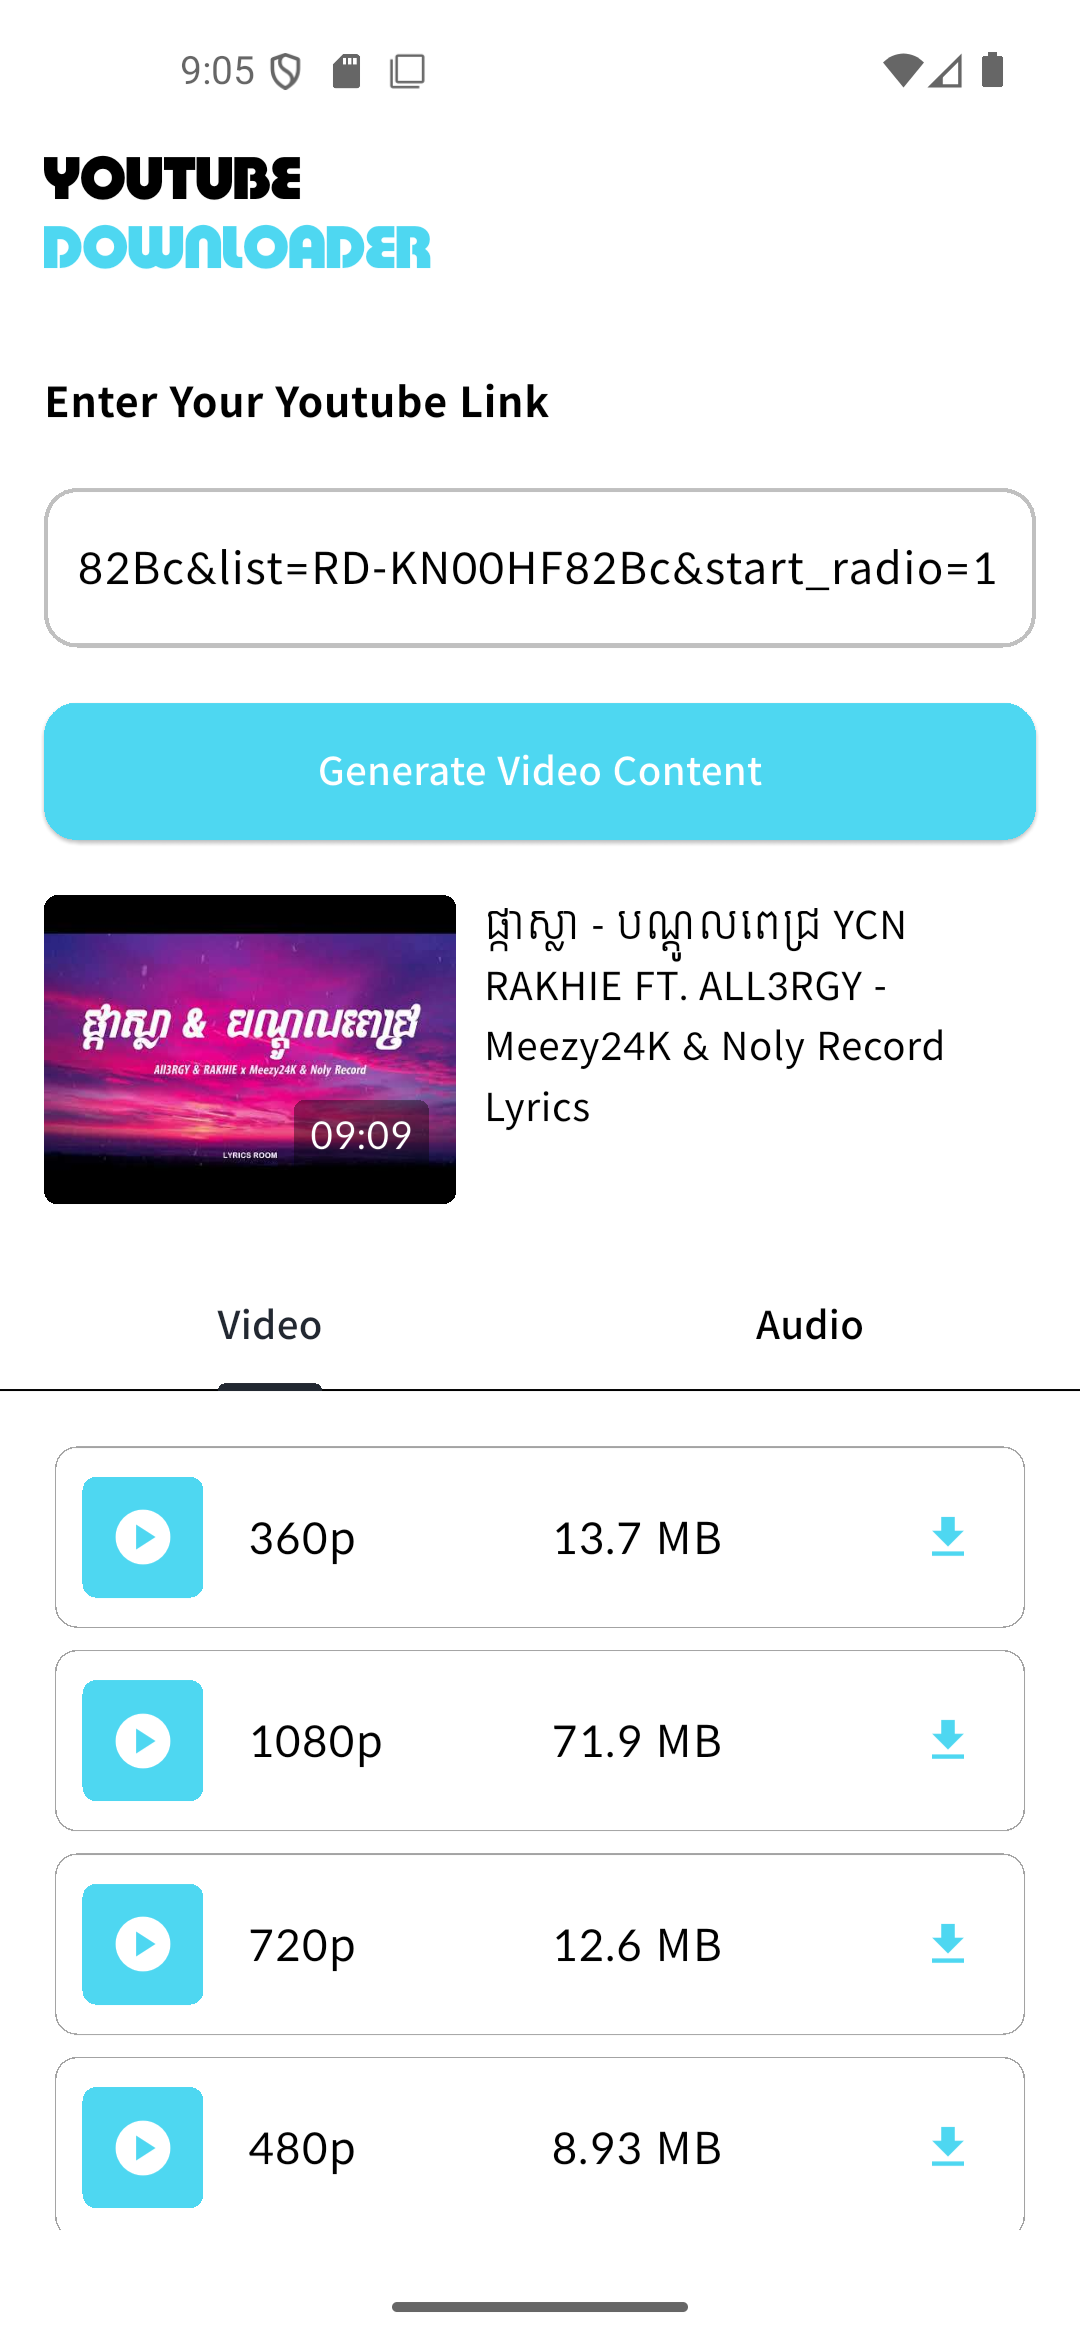 9:05
YOUTUBE
DOWNLOADER
Enter Your Youtube Link
82Bc&list=RD-KN00HF82Bc&start_radio=1
Generate Video Content
ផ្កាស្លា & បណ្តូលពេជ្រ
All3RGY & RAKHIE x Meezy24K & Noly Record
09:09
LYRICS ROOM
ផ្កាស្លា - បណ្តូលពេជ្រ YCN
RAKHIE FT. ALL3RGY -
Meezy24K & Noly Record
Lyrics
Video Audio
360p 13.7 MB
1080p 71.9 MB
720p 12.6 MB
480p 8.93 MB